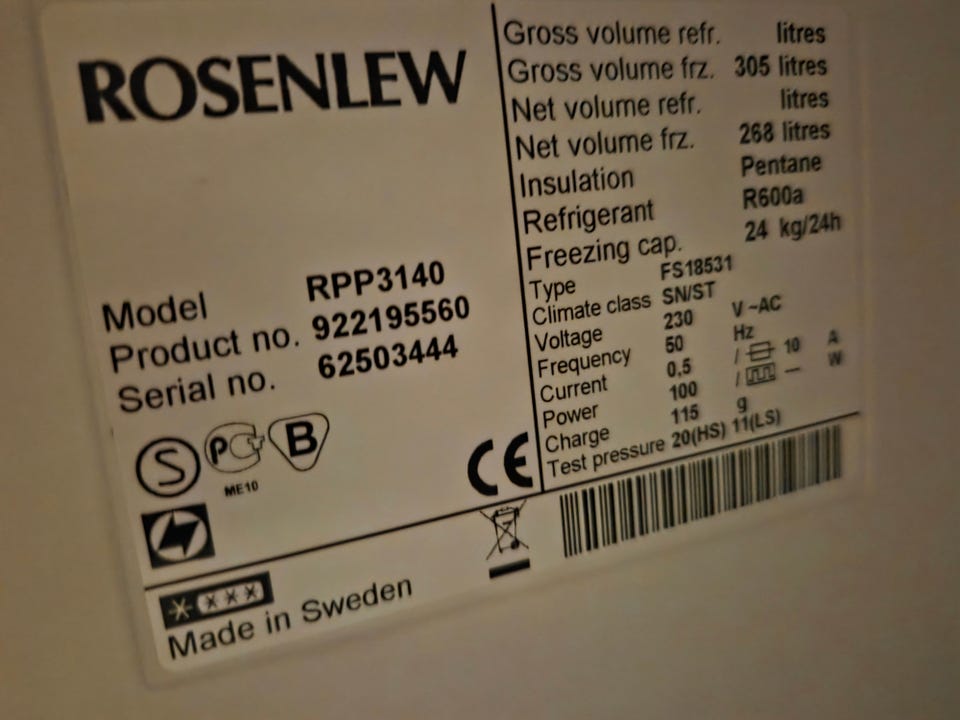 ROSENLEW
Model RPP3140
Product no. 922195560
Serial no. 62503444
S
PCT
B
ME10
CE
Made in Sweden
Gross volume refr. litres
Gross volume frz. 305 litres
Net volume refr. litres
Net volume frz. 268 litres
Insulation Pentane
Refrigerant R600a
Freezing cap. 24 kg/24h
Type FS18531
Climate class SN/ST
Voltage 230 V ~AC
Frequency 50 Hz
Current 0,5 / 10 A
Power 100 / — W
Charge 115 g
Test pressure 20(HS) 11(LS)